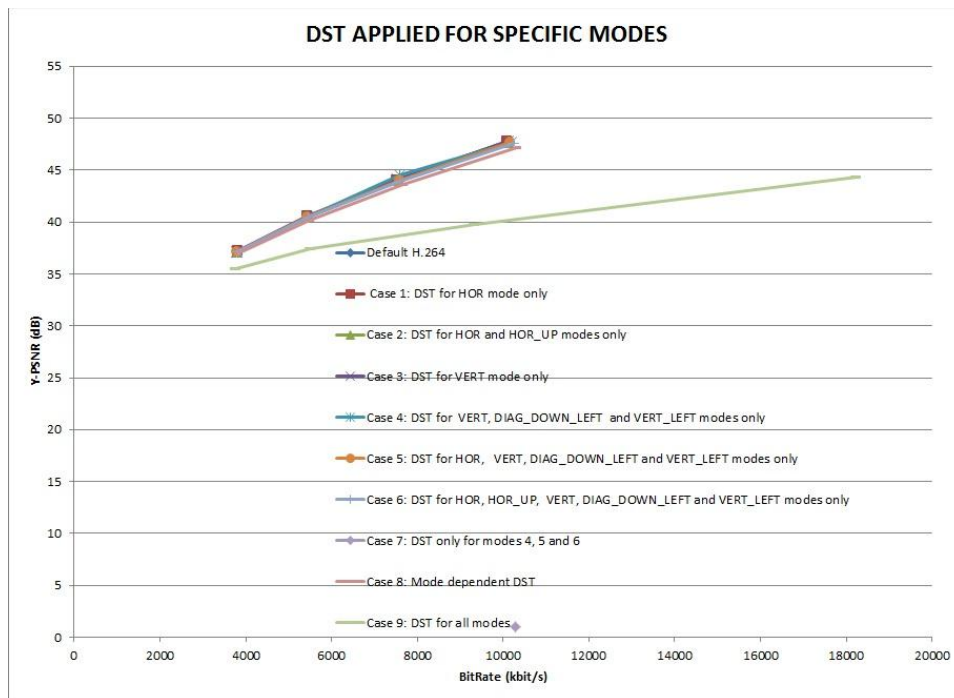 DST APPLIED FOR SPECIFIC MODES
55
50
45
40
35
30
25
20
15
10
5
0
Y-PSNR (dB)
Default H.264
Case 1: DST for HOR mode only
Case 2: DST for HOR and HOR_UP modes only
Case 3: DST for VERT mode only
Case 4: DST for VERT, DIAG_DOWN_LEFT and VERT_LEFT modes only
Case 5: DST for HOR, VERT, DIAG_DOWN_LEFT and VERT_LEFT modes only
Case 6: DST for HOR, HOR_UP, VERT, DIAG_DOWN_LEFT and VERT_LEFT modes only
Case 7: DST only for modes 4, 5 and 6
Case 8: Mode dependent DST
Case 9: DST for all modes
0 2000 4000 6000 8000 10000 12000 14000 16000 18000 20000
BitRate (kbit/s)